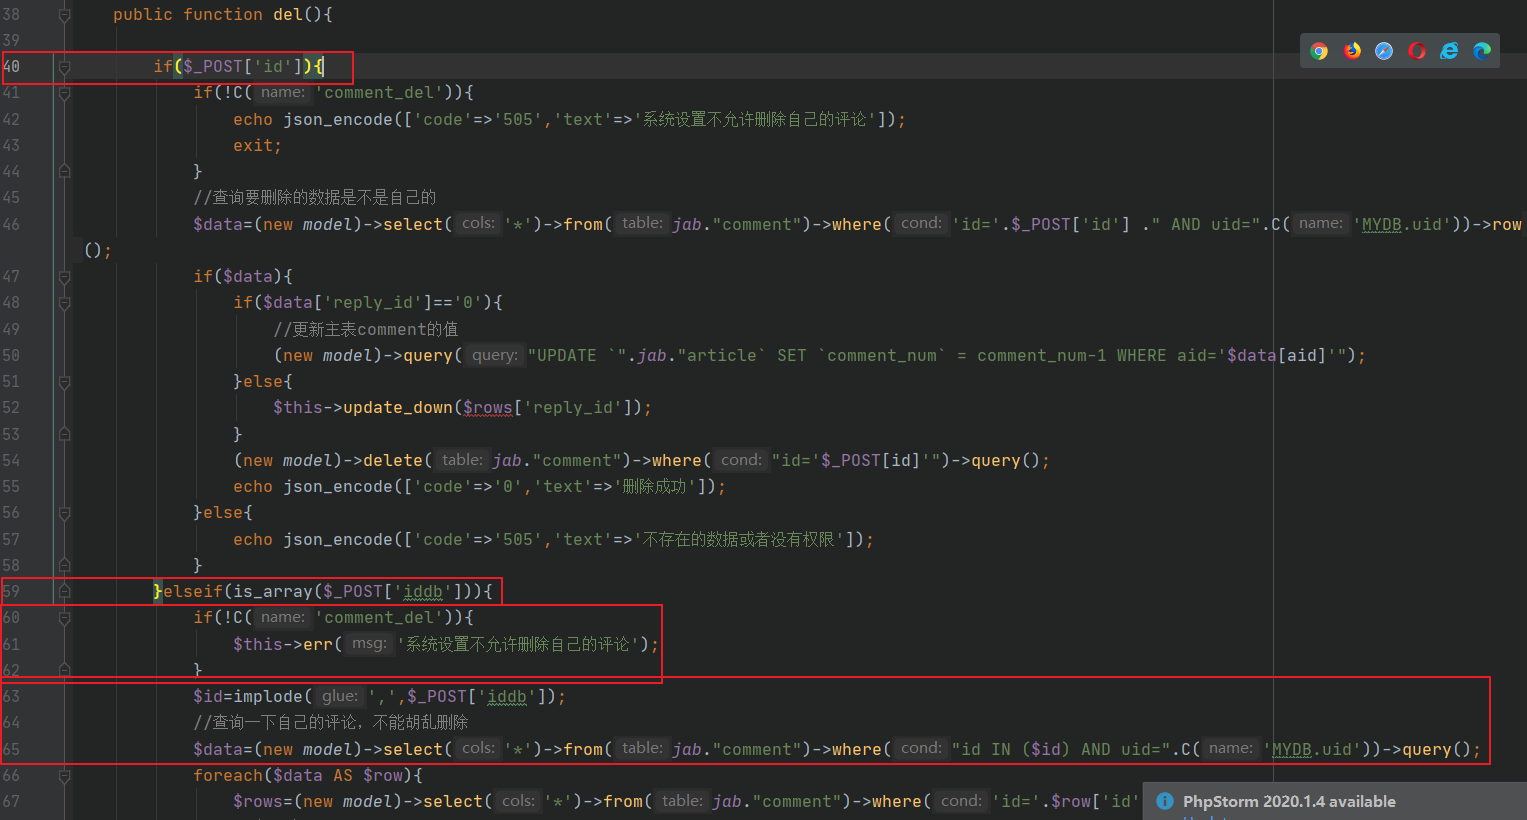 38 public function del(){
39
40 if($_POST['id']){
41 if(!C( name: 'comment_del')){
42 echo json_encode(['code'=>'505','text'=>'系统设置不允许删除自己的评论']);
43 exit;
44 }
45 //查询要删除的数据是不是自己的
46 $data=(new model)->select( cols: '*')->from( table: jab."comment")->where( cond: 'id='.$_POST['id'] ." AND uid=".C( name: 'MYDB.uid'))->row
();
47 if($data){
48 if($data['reply_id']=='0'){
49 //更新主表comment的值
50 (new model)->query( query: "UPDATE `".jab."article` SET `comment_num` = comment_num-1 WHERE aid='$data[aid]'");
51 }else{
52 $this->update_down($rows['reply_id']);
53 }
54 (new model)->delete( table: jab."comment")->where( cond: "id='$_POST[id]'")->query();
55 echo json_encode(['code'=>'0','text'=>'删除成功']);
56 }else{
57 echo json_encode(['code'=>'505','text'=>'不存在的数据或者没有权限']);
58 }
59 }elseif(is_array($_POST['iddb'])){
60 if(!C( name: 'comment_del')){
61 $this->err( msg: '系统设置不允许删除自己的评论');
62 }
63 $id=implode( glue: ',',$_POST['iddb']);
64 //查询一下自己的评论，不能胡乱删除
65 $data=(new model)->select( cols: '*')->from( table: jab."comment")->where( cond: "id IN ($id) AND uid=".C( name: 'MYDB.uid'))->query();
66 foreach($data AS $row){
67 $rows=(new model)->select( cols: '*')->from( table: jab."comment")->where( cond: 'id='.$row['id'
PhpStorm 2020.1.4 available